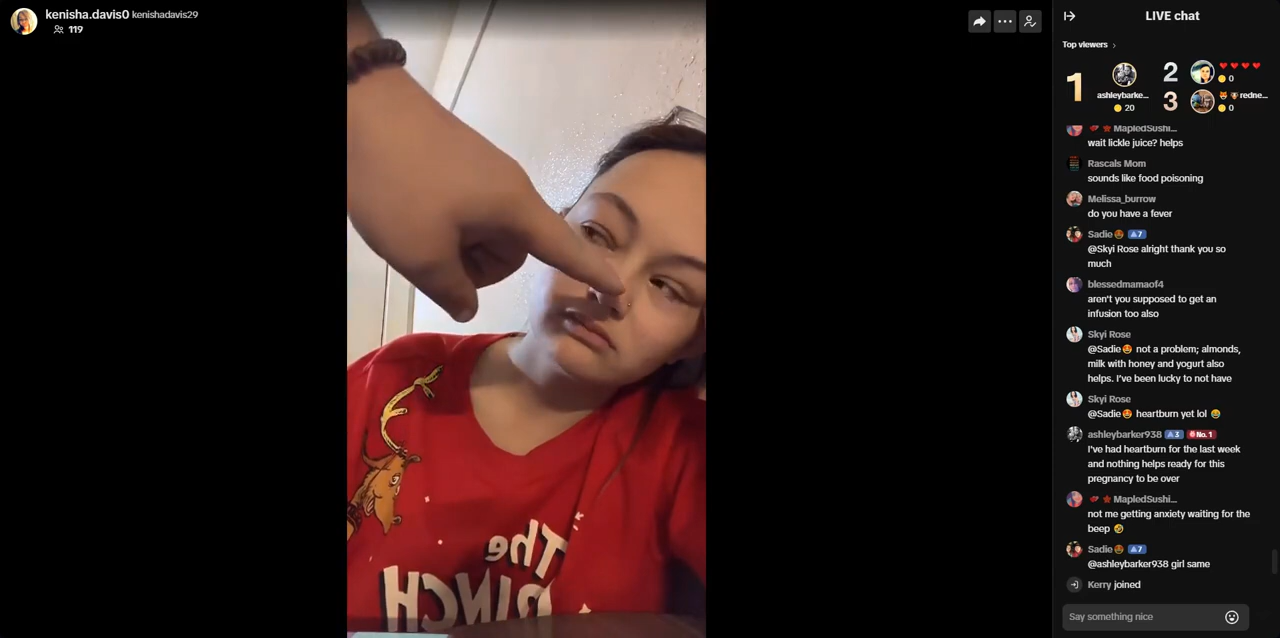 kenisha.davis0 kenishadavis29
119
LIVE chat
Top viewers
1
ashleybarke...
20
2
0
3
redne...
0
MapledSushi...
wait lickle juice? helps
Rascals Mom
sounds like food poisoning
Melissa_burrow
do you have a fever
Sadie 7
@Skyi Rose alright thank you so
much
blessedmamaof4
aren't you supposed to get an
infusion too also
Skyi Rose
@Sadie not a problem; almonds,
milk with honey and yogurt also
helps. I've been lucky to not have
Skyi Rose
@Sadie heartburn yet lol
ashleybarker938 3 No. 1
I've had heartburn for the last week
and nothing helps ready for this
pregnancy to be over
MapledSushi...
not me getting anxiety waiting for the
beep
Sadie 7
@ashleybarker938 girl same
Kerry joined
Say something nice
The
GRINCH